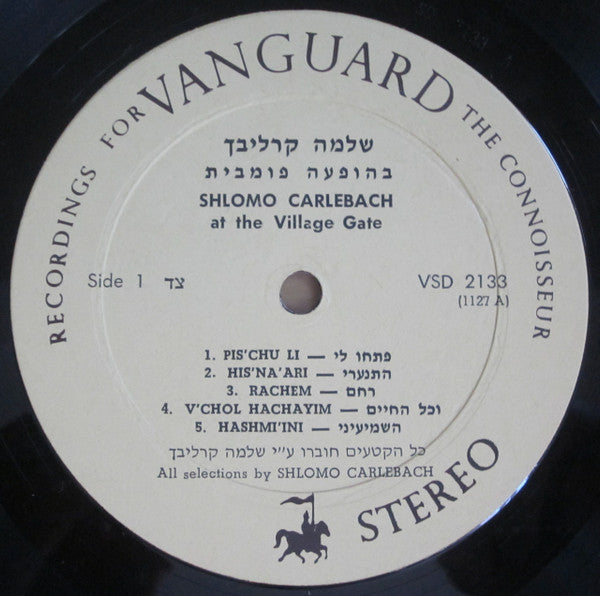 RECORDINGS FOR VANGUARD THE CONNOISSEUR
שלמה קרליבך
בהופעה פומבית
SHLOMO CARLEBACH
at the Village Gate
Side 1 צד
VSD 2133
(1127 A)
1. PIS'CHU LI — פתחו לי
2. HIS'NA'ARI — התנערי
3. RACHEM — רחם
4. V'CHOL HACHAYIM — וכל החיים
5. HASHMI'INI — השמיעיני
כל הקטעים חוברו ע״י שלמה קרליבך
All selections by SHLOMO CARLEBACH
STEREO